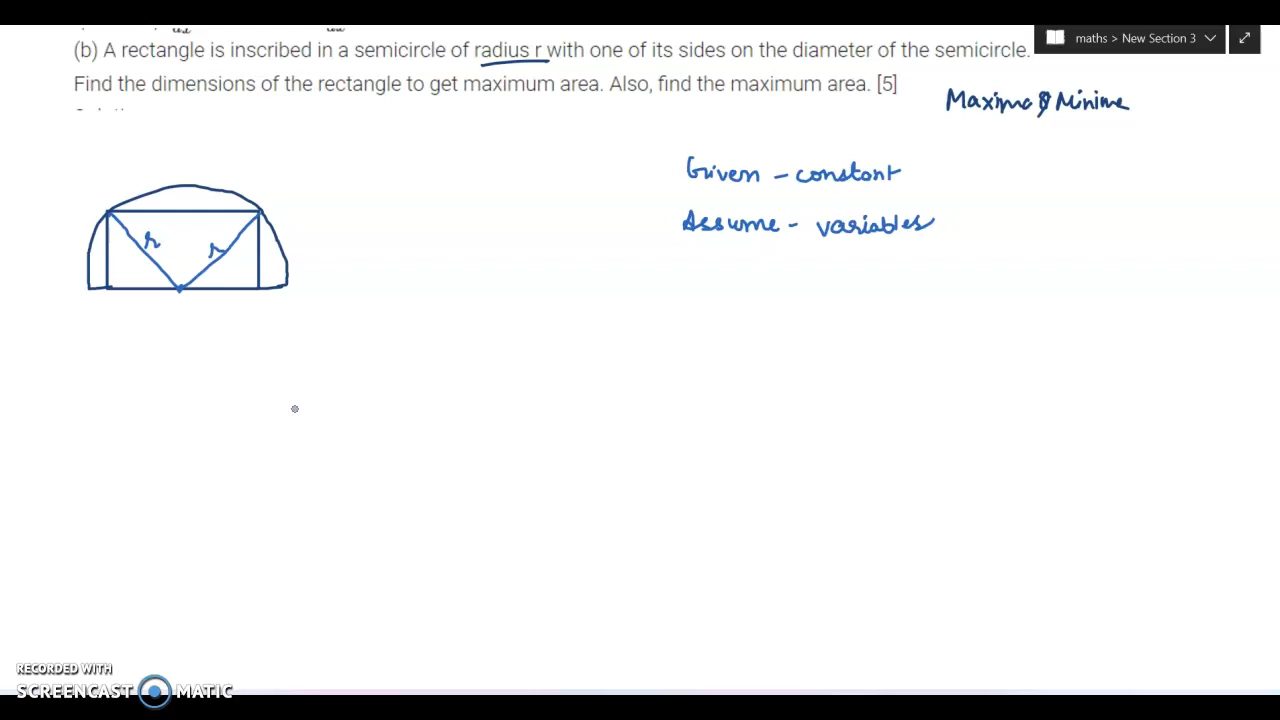 (b) A rectangle is inscribed in a semicircle of radius r with one of its sides on the diameter of the semicircle.
Find the dimensions of the rectangle to get maximum area. Also, find the maximum area. [5]
maths > New Section 3
Maxima & Minima
Given - constant
Assume - variables
r
r
RECORDED WITH
SCREENCAST MATIC